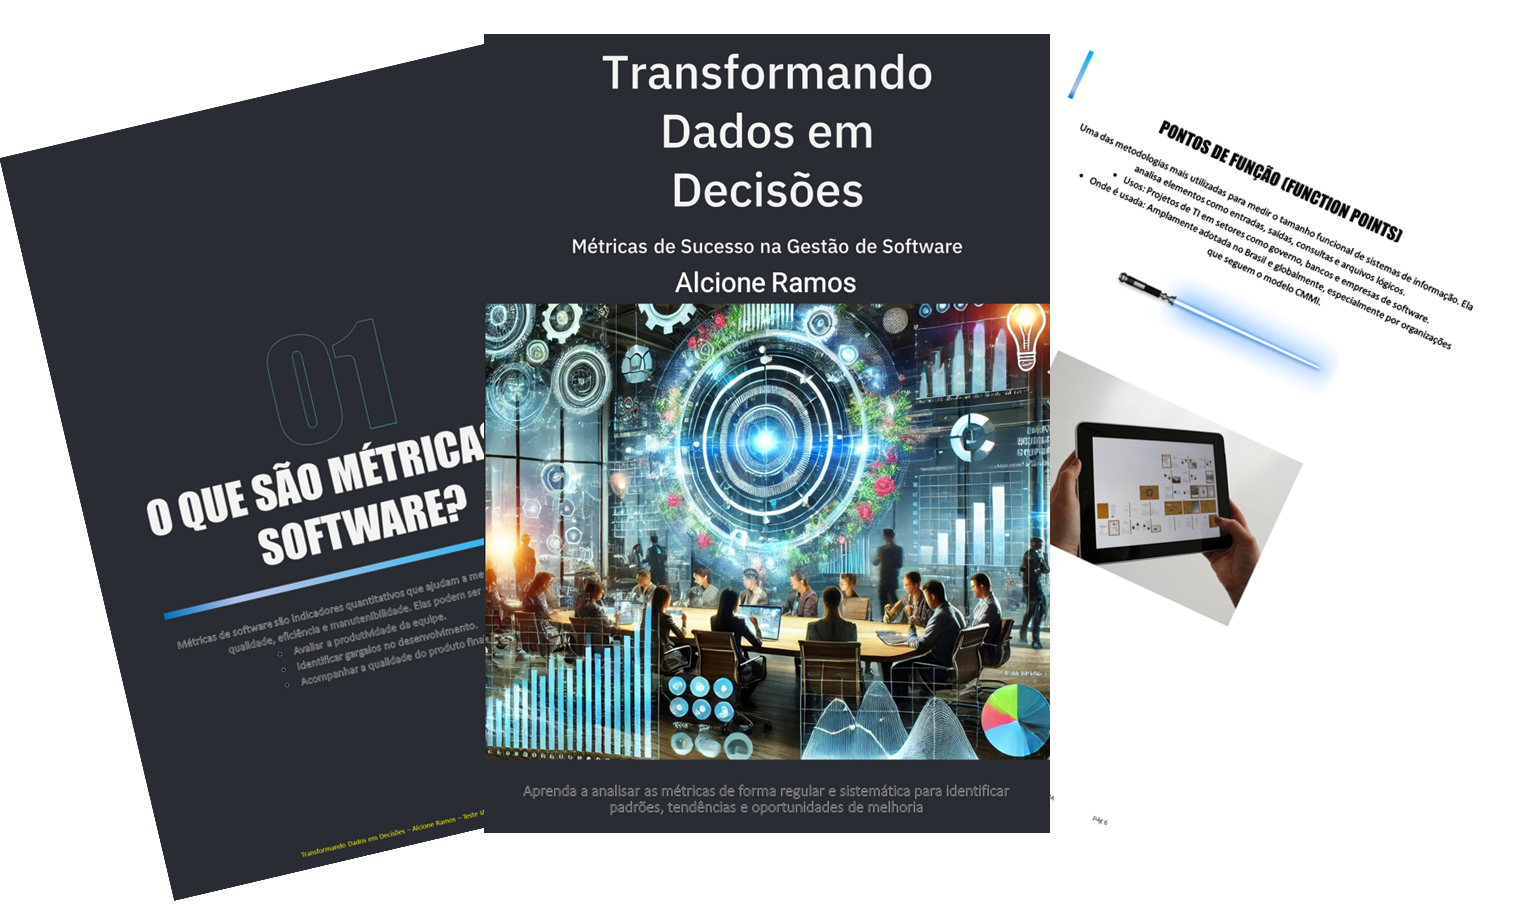 01
O QUE SÃO MÉTRICAS
SOFTWARE?
Métricas de software são indicadores quantitativos que ajudam a
qualidade, eficiência e manutenibilidade. Elas podem ser
• Avaliar a produtividade da equipe.
• Identificar gargalos no desenvolvimento.
• Acompanhar a qualidade do produto
Transformando Dados em Decisões – Alcione Ramos – Teste
Transformando
Dados em
Decisões
Métricas de Sucesso na Gestão de Software
Alcione Ramos
Aprenda a analisar as métricas de forma regular e sistemática para identificar
padrões, tendências e oportunidades de melhoria
PONTOS DE FUNÇÃO (FUNCTION POINTS)
Uma das metodologias mais utilizadas para medir o tamanho funcional de sistemas de informação. Ela
analisa elementos como entradas, saídas, consultas e arquivos lógicos.
• Usos: Projetos de TI em setores como governo, bancos e empresas de software.
• Onde é usada: Amplamente adotada no Brasil e globalmente, especialmente por organizações
que seguem o modelo CMMI.
pág 6